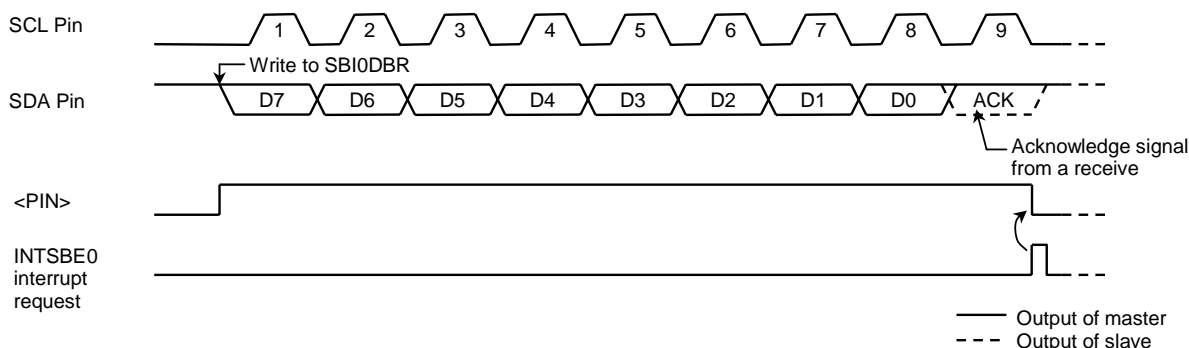 SCL Pin
1 2 3 4 5 6 7 8 9
Write to SBI0DBR
SDA Pin
D7 D6 D5 D4 D3 D2 D1 D0 ACK
Acknowledge signal
from a receive
<PIN>
INTSBE0
interrupt
request
Output of master
Output of slave